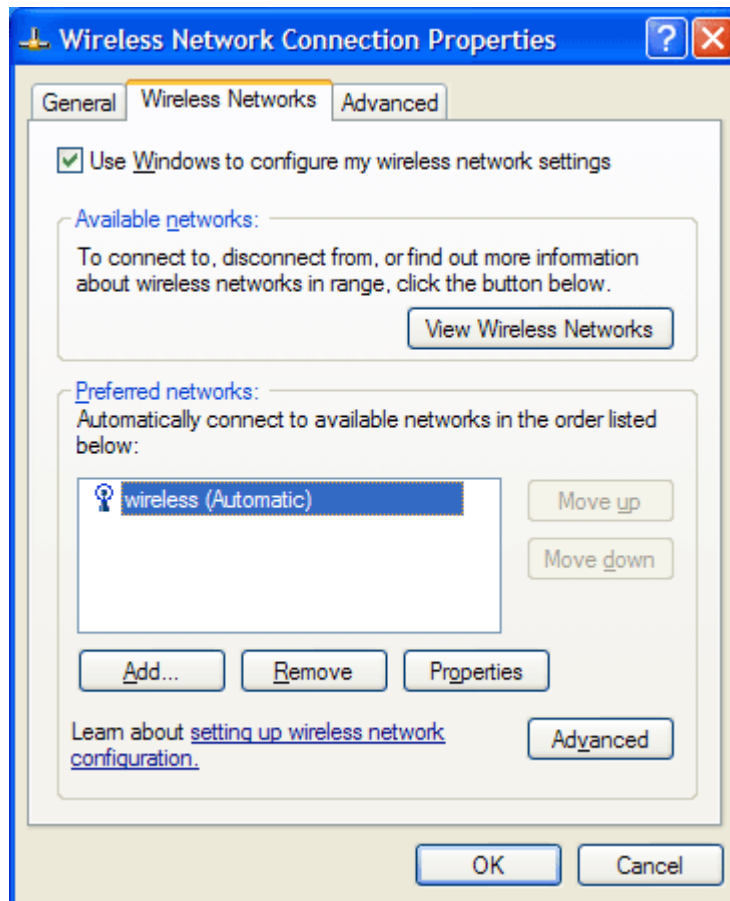 Wireless Network Connection Properties
General Wireless Networks Advanced
Use Windows to configure my wireless network settings
Available networks:
To connect to, disconnect from, or find out more information
about wireless networks in range, click the button below.
View Wireless Networks
Preferred networks:
Automatically connect to available networks in the order listed
below:
wireless (Automatic)
Move up
Move down
Add... Remove Properties
Learn about setting up wireless network
configuration.
Advanced
OK Cancel